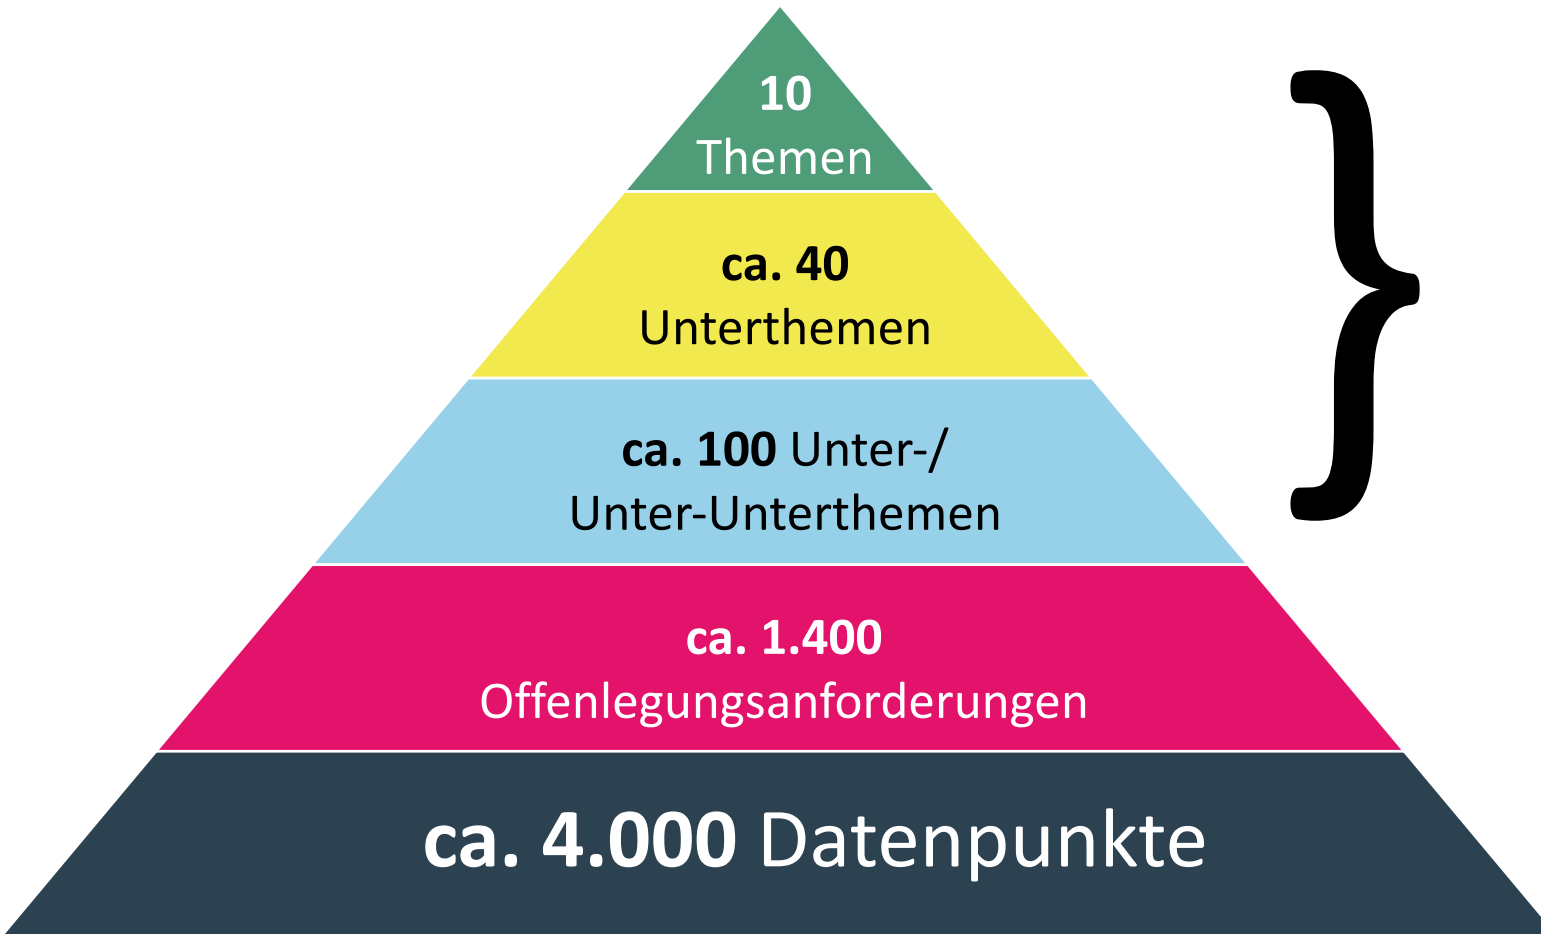 10
Themen
ca. 40
Unterthemen
ca. 100 Unter-/
Unter-Unterthemen
ca. 1.400
Offenlegungsanforderungen
ca. 4.000 Datenpunkte
}